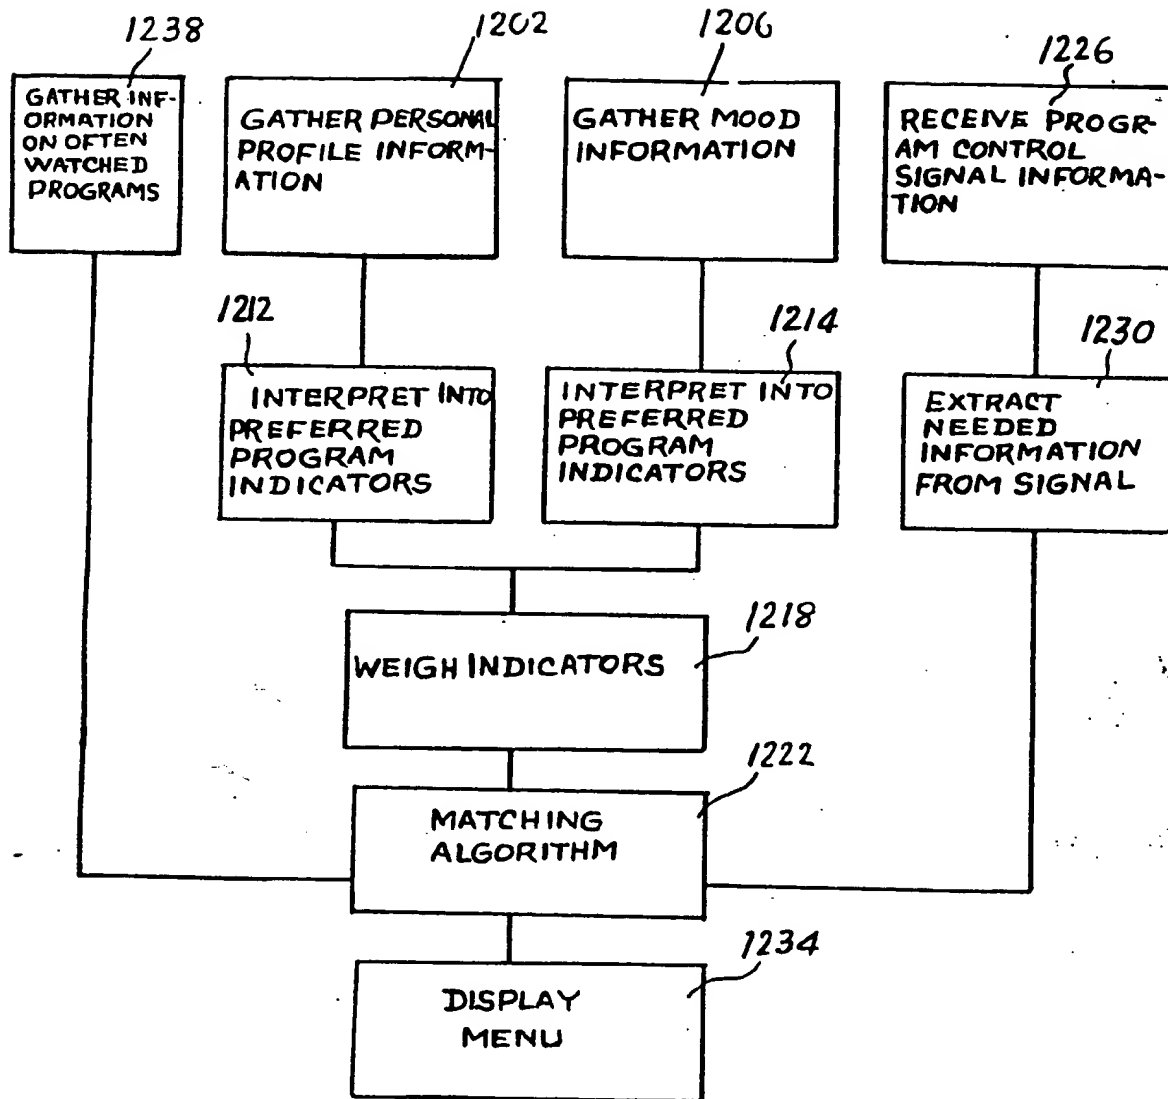 1238
1202
1206
1226
GATHER INF-
ORMATION
ON OFTEN
WATCHED
PROGRAMS
GATHER PERSONAL
PROFILE INFORM-
ATION
GATHER MOOD
INFORMATION
RECEIVE PROGR-
AM CONTROL
SIGNAL INFORMA-
TION
1212
1214
1230
INTERPRET INTO
PREFERRED
PROGRAM
INDICATORS
INTERPRET INTO
PREFERRED
PROGRAM
INDICATORS
EXTRACT
NEEDED
INFORMATION
FROM SIGNAL
1218
WEIGH INDICATORS
1222
MATCHING
ALGORITHM
1234
DISPLAY
MENU